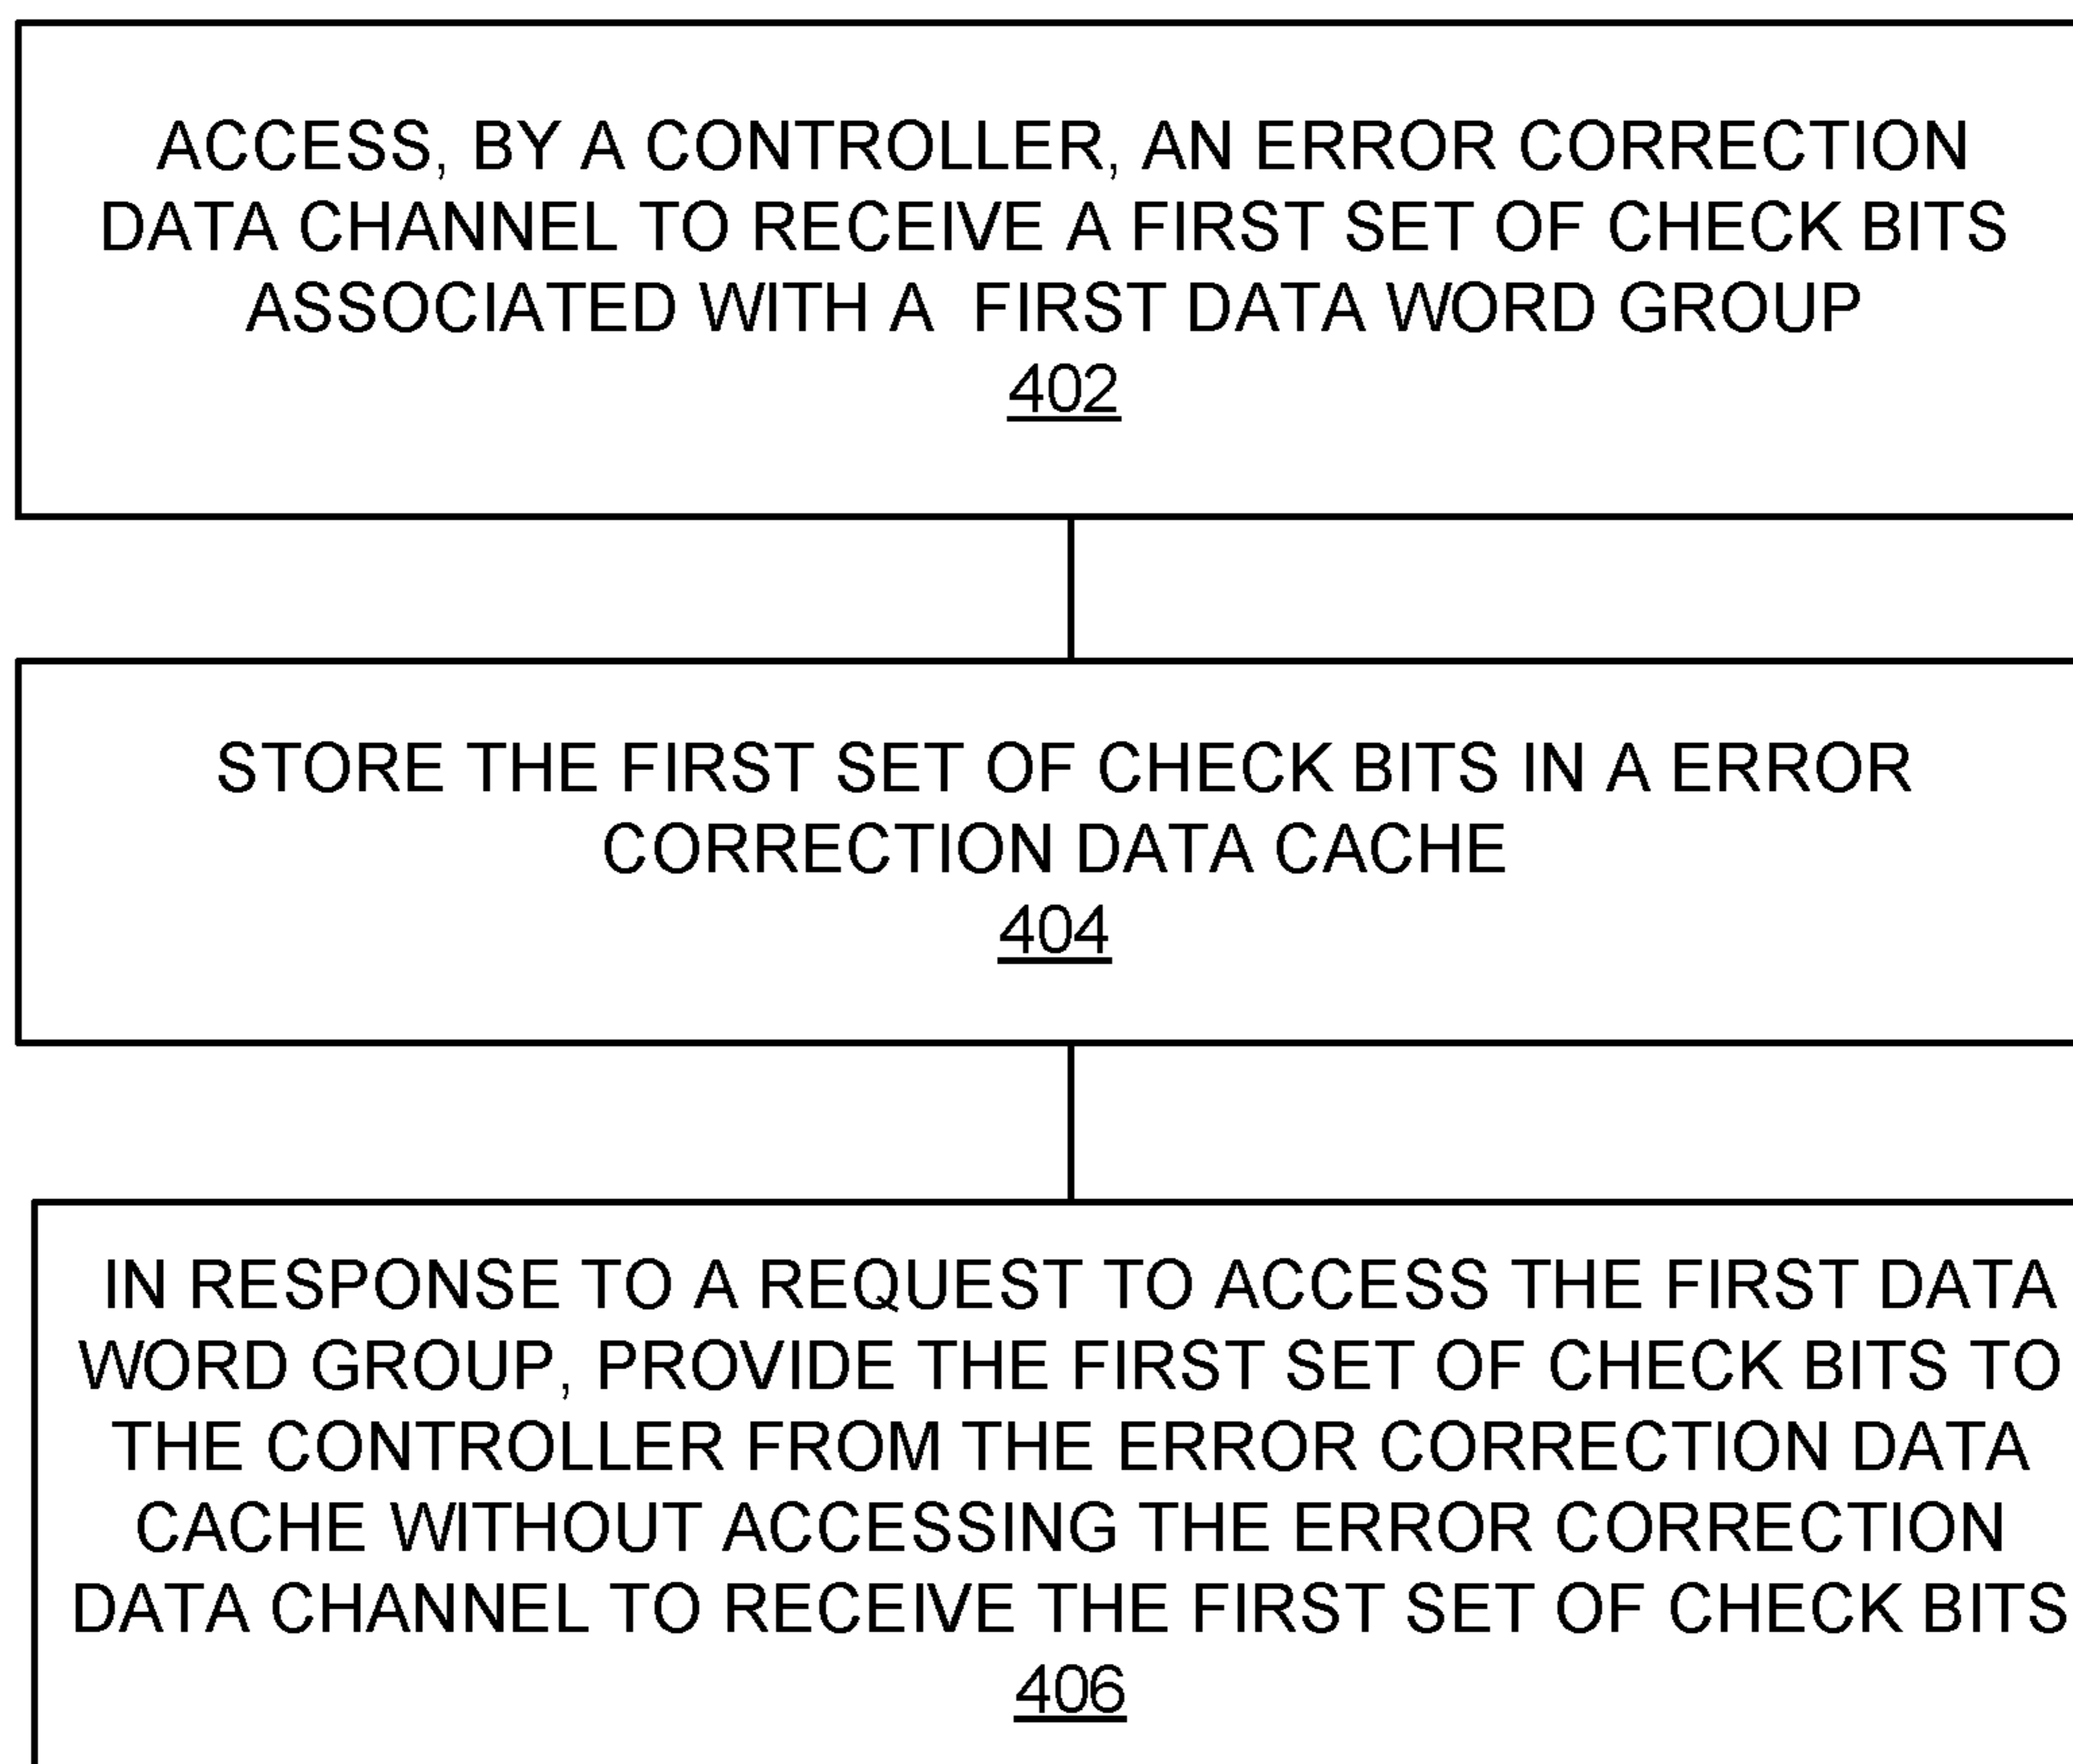 ACCESS, BY A CONTROLLER, AN ERROR CORRECTION
DATA CHANNEL TO RECEIVE A FIRST SET OF CHECK BITS
ASSOCIATED WITH A FIRST DATA WORD GROUP
402
STORE THE FIRST SET OF CHECK BITS IN A ERROR
CORRECTION DATA CACHE
404
IN RESPONSE TO A REQUEST TO ACCESS THE FIRST DATA
WORD GROUP, PROVIDE THE FIRST SET OF CHECK BITS TO
THE CONTROLLER FROM THE ERROR CORRECTION DATA
CACHE WITHOUT ACCESSING THE ERROR CORRECTION
DATA CHANNEL TO RECEIVE THE FIRST SET OF CHECK BITS
406